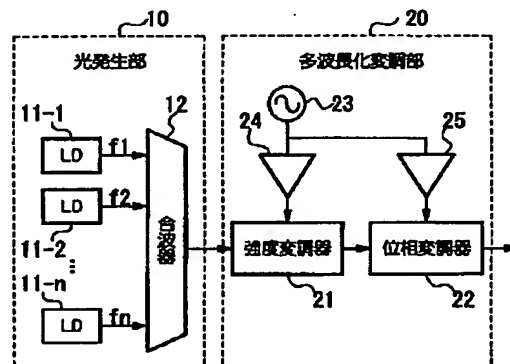 10
20
光発生部
多波長化変調部
11-1
12
23
24
25
LD
f1
LD
f2
合波器
11-2
強度変調器
位相変調器
⋮
11-n
21
22
LD
fn